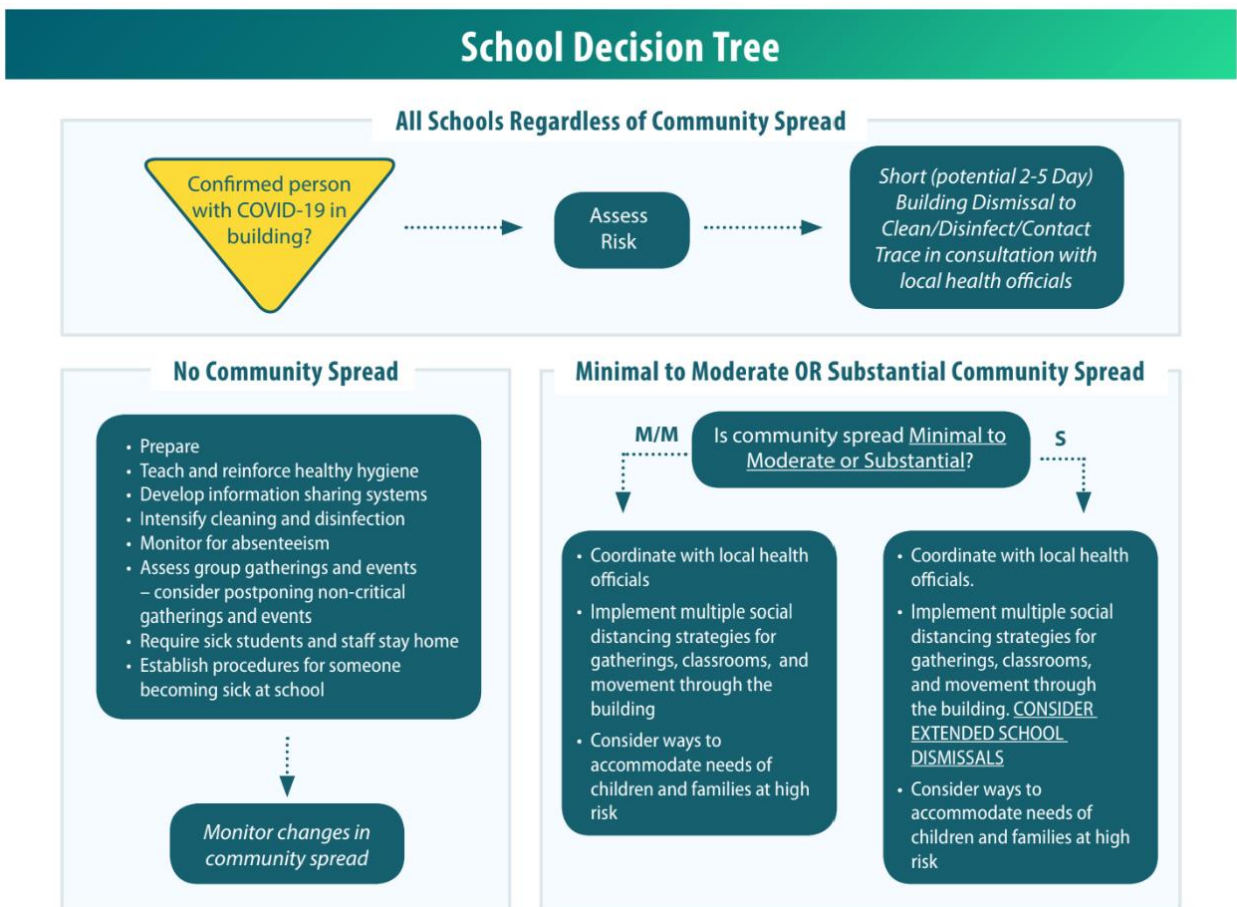 School Decision Tree
All Schools Regardless of Community Spread
Confirmed person
with COVID-19 in
building?
Assess
Risk
Short (potential 2-5 Day)
Building Dismissal to
Clean/Disinfect/Contact
Trace in consultation with
local health officials
No Community Spread
• Prepare
• Teach and reinforce healthy hygiene
• Develop information sharing systems
• Intensify cleaning and disinfection
• Monitor for absenteeism
• Assess group gatherings and events
– consider postponing non-critical
gatherings and events
• Require sick students and staff stay home
• Establish procedures for someone
becoming sick at school
Monitor changes in
community spread
Minimal to Moderate OR Substantial Community Spread
M/M
Is community spread Minimal to
Moderate or Substantial?
S
• Coordinate with local health
officials
• Implement multiple social
distancing strategies for
gatherings, classrooms, and
movement through the
building
• Consider ways to
accommodate needs of
children and families at high
risk
• Coordinate with local health
officials.
• Implement multiple social
distancing strategies for
gatherings, classrooms,
and movement through
the building. CONSIDER
EXTENDED SCHOOL
DISMISSALS
• Consider ways to
accommodate needs of
children and families at high
risk